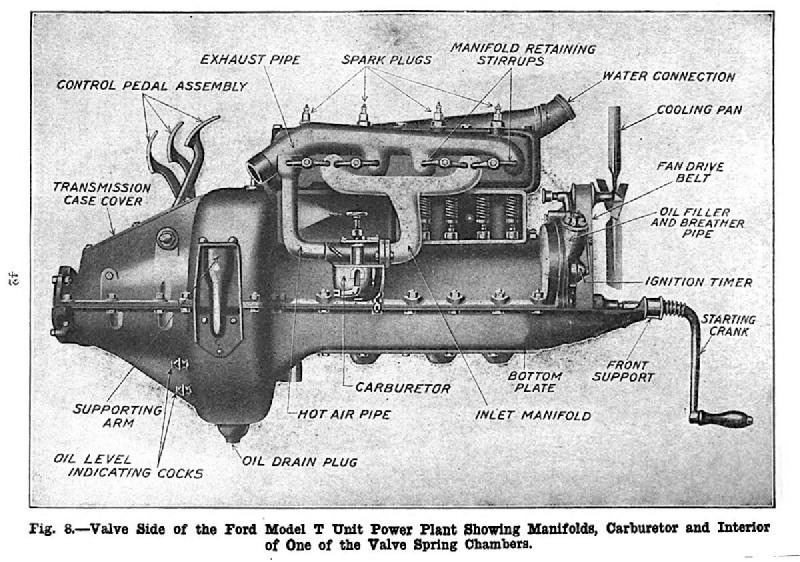 EXHAUST PIPE
SPARK PLUGS
MANIFOLD RETAINING
STIRRUPS
WATER CONNECTION
CONTROL PEDAL ASSEMBLY
COOLING PAN
TRANSMISSION
CASE COVER
FAN DRIVE
BELT
OIL FILLER
AND BREATHER
PIPE
42
IGNITION TIMER
STARTING
CRANK
FRONT
SUPPORT
BOTTOM
PLATE
CARBURETOR
SUPPORTING
ARM
HOT AIR PIPE
INLET MANIFOLD
OIL LEVEL
INDICATING COCKS
OIL DRAIN PLUG
Fig. 8.—Valve Side of the Ford Model T Unit Power Plant Showing Manifolds, Carburetor and Interior
of One of the Valve Spring Chambers.